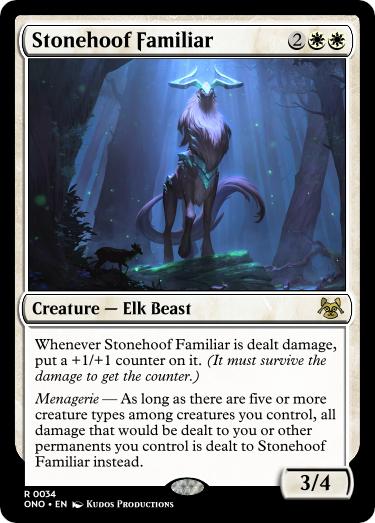 Stonehoof Familiar 2
Creature — Elk Beast
Whenever Stonehoof Familiar is dealt damage,
put a +1/+1 counter on it. (It must survive the
damage to get the counter.)
Menagerie — As long as there are five or more
creature types among creatures you control, all
damage that would be dealt to you or other
permanents you control is dealt to Stonehoof
Familiar instead.
3/4
R 0034
ONO • EN Kudos Productions